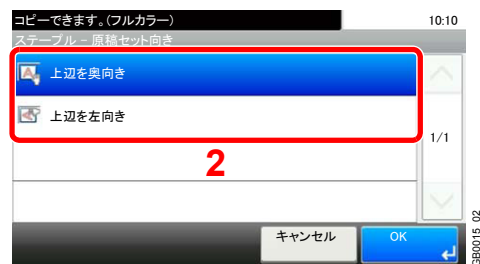 コピーできます。(フルカラー)
10:10
ステープル - 原稿セット向き
上辺を奥向き
上辺を左向き
1/1
2
キャンセル
OK
GB0015_02